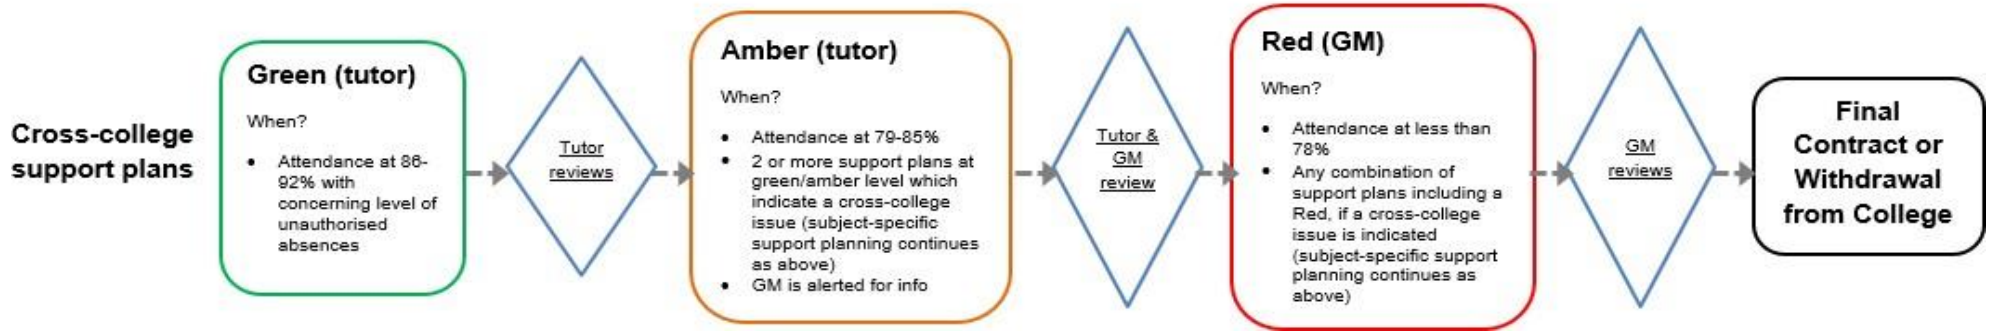 Cross-college
support plans
Green (tutor)
When?
• Attendance at 86-
92% with
concerning level of
unauthorised
absences
Tutor
reviews
Amber (tutor)
When?
• Attendance at 79-85%
• 2 or more support plans at
green/amber level which
indicate a cross-college
issue (subject-specific
support planning continues
as above)
• GM is alerted for info
Tutor &
GM
review
Red (GM)
When?
• Attendance at less than
78%
• Any combination of
support plans including a
Red, if a cross-college
issue is indicated
(subject-specific support
planning continues as
above)
GM
reviews
Final
Contract or
Withdrawal
from College